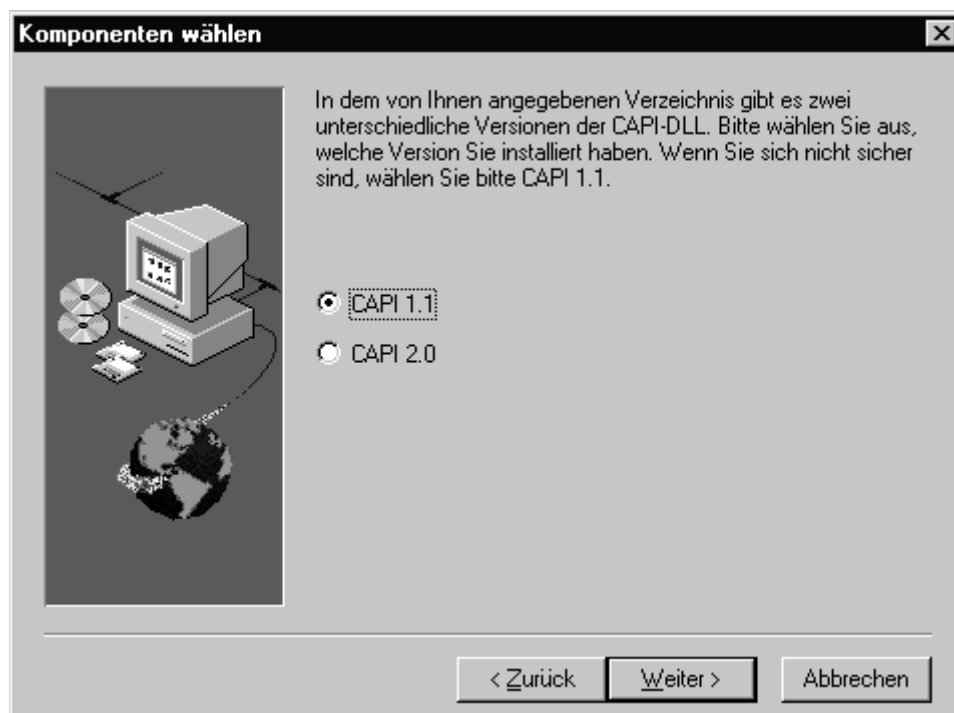 Komponenten wählen
In dem von Ihnen angegebenen Verzeichnis gibt es zwei
unterschiedliche Versionen der CAPI-DLL. Bitte wählen Sie aus,
welche Version Sie installiert haben. Wenn Sie sich nicht sicher
sind, wählen Sie bitte CAPI 1.1.
CAPI 1.1
CAPI 2.0
< Zurück
Weiter >
Abbrechen